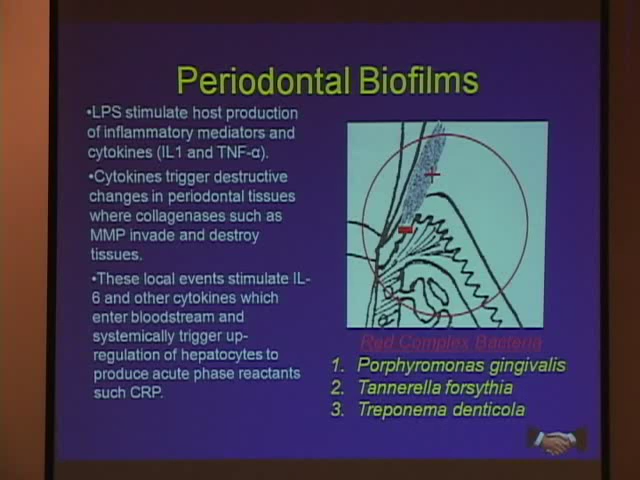 Periodontal Biofilms
•LPS stimulate host production
of inflammatory mediators and
cytokines (IL1 and TNF-α).
•Cytokines trigger destructive
changes in periodontal tissues
where collagenases such as
MMP invade and destroy
tissues.
•These local events stimulate IL-
6 and other cytokines which
enter bloodstream and
systemically trigger up-
regulation of hepatocytes to
produce acute phase reactants
such CRP.
+
-
Red Complex Bacteria
1. Porphyromonas gingivalis
2. Tannerella forsythia
3. Treponema denticola